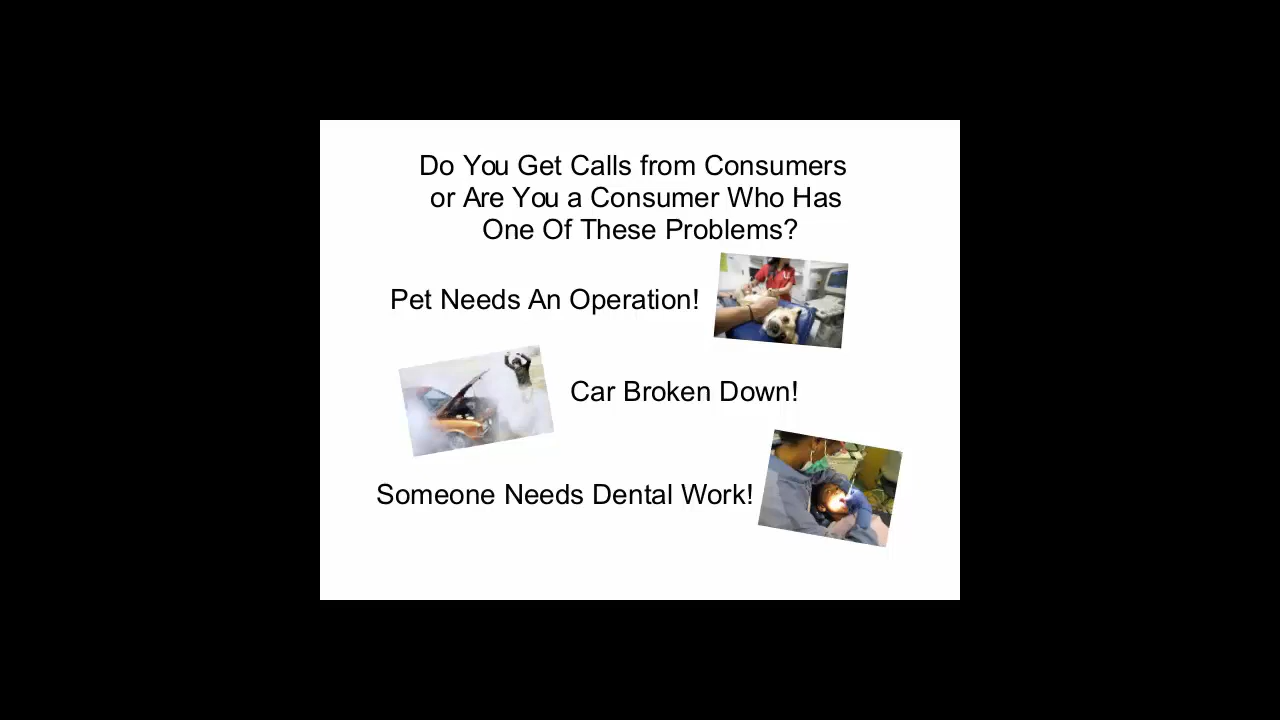 Do You Get Calls from Consumers
or Are You a Consumer Who Has
One Of These Problems?
Pet Needs An Operation!
Car Broken Down!
Someone Needs Dental Work!